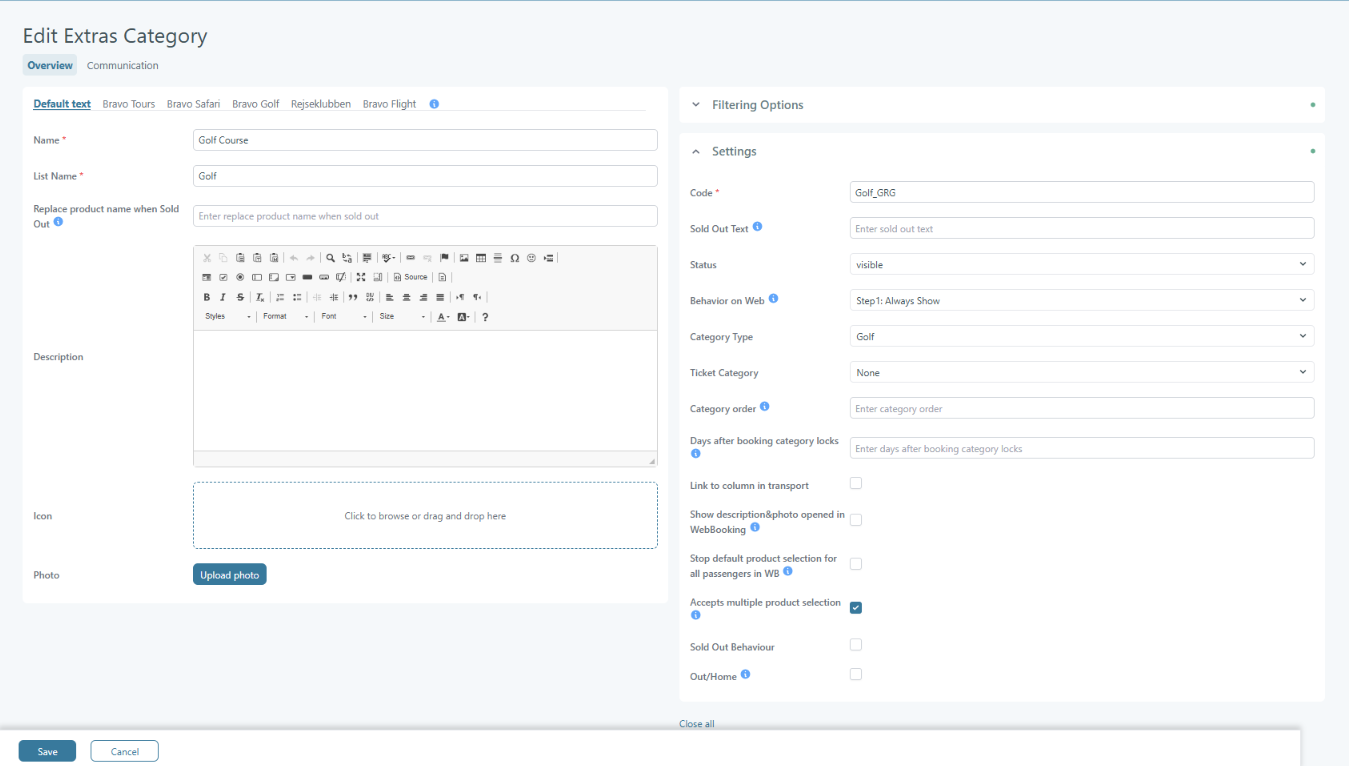 Edit Extras Category
Overview Communication
Default text Bravo Tours Bravo Safari Bravo Golf Rejseklubben Bravo Flight
Name *
Golf Course
List Name *
Golf
Replace product name when Sold
Out
Enter replace product name when sold out
Source
Styles Format Font Size
Description
Icon
Click to browse or drag and drop here
Photo
Upload photo
Filtering Options
Settings
Code *
Golf_GRG
Sold Out Text
Enter sold out text
Status
visible
Behavior on Web
Step1: Always Show
Category Type
Golf
Ticket Category
None
Category order
Enter category order
Days after booking category locks
Enter days after booking category locks
Link to column in transport
Show description&photo opened in
WebBooking
Stop default product selection for
all passengers in WB
Accepts multiple product selection
Sold Out Behaviour
Out/Home
Close all
Save Cancel